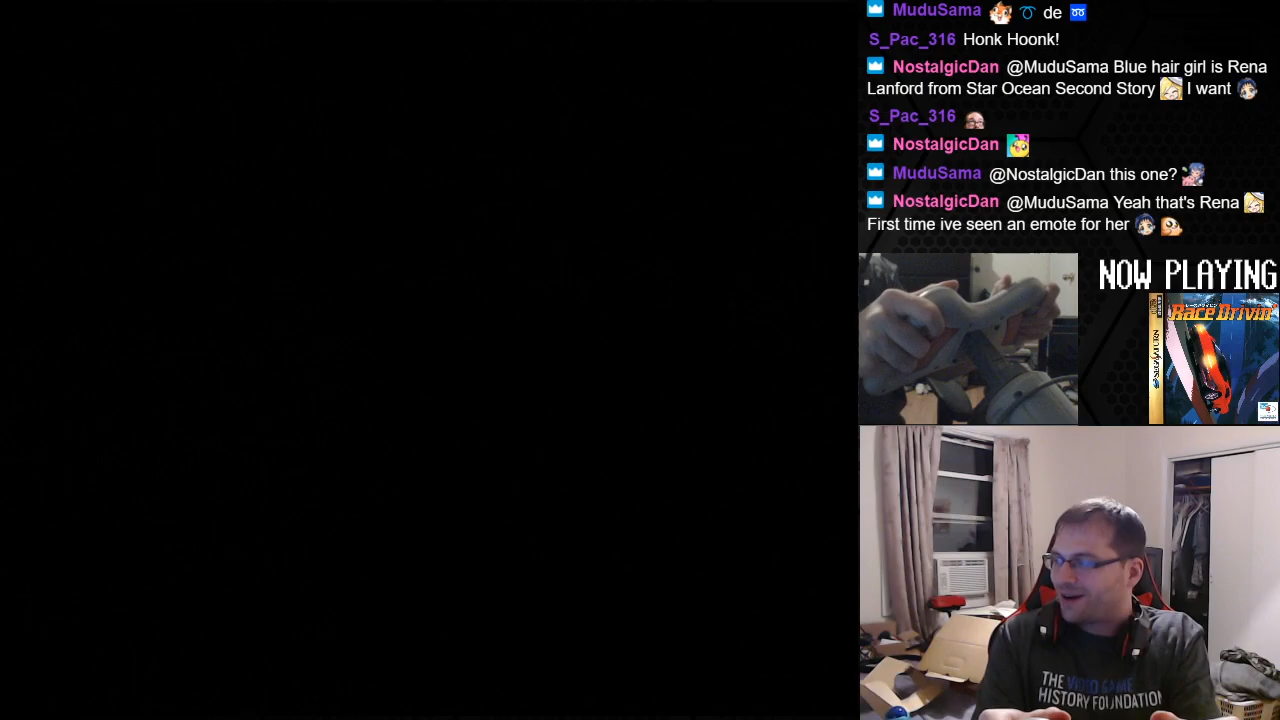 MuduSama de
S_Pac_316 Honk Hoonk!
NostalgicDan @MuduSama Blue hair girl is Rena
Lanford from Star Ocean Second Story I want
S_Pac_316
NostalgicDan
MuduSama @NostalgicDan this one?
NostalgicDan @MuduSama Yeah that's Rena
First time ive seen an emote for her
NOW PLAYING
Race Drivin'
SEGA SATURN
THE VIDEO GAME
HISTORY FOUNDATION